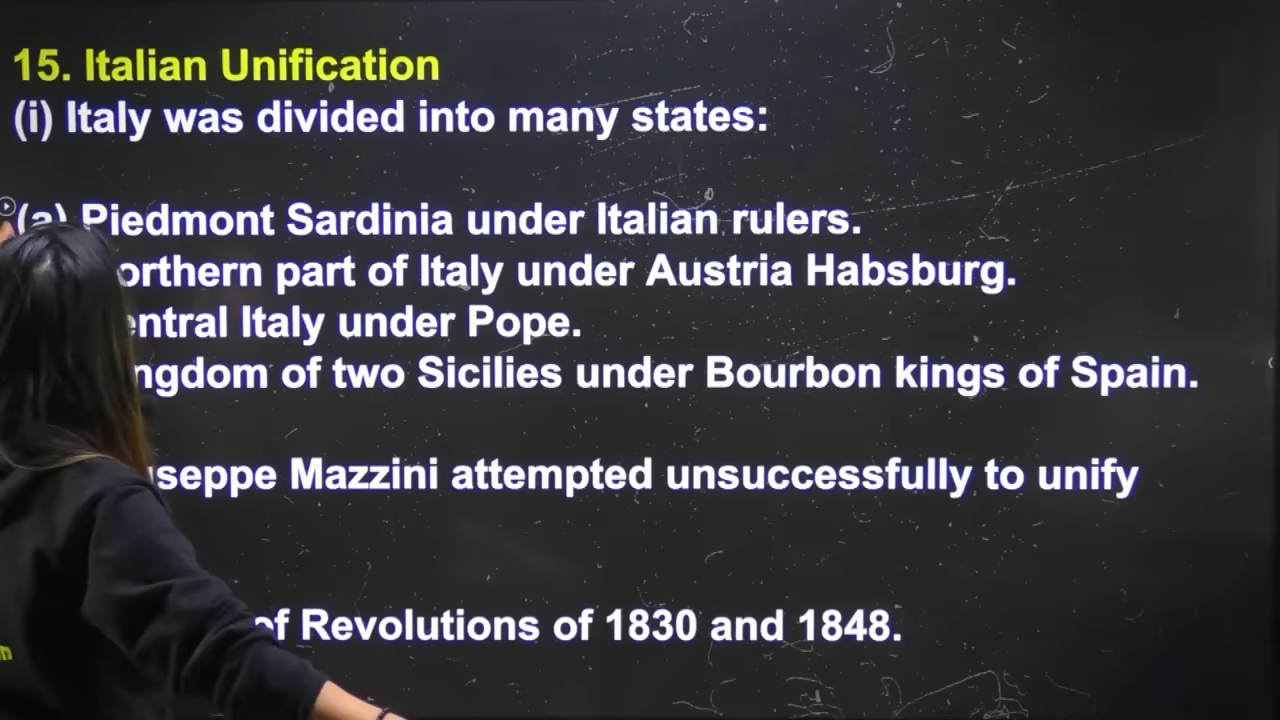 15. Italian Unification
(i) Italy was divided into many states:
(a) Piedmont Sardinia under Italian rulers.
orthern part of Italy under Austria Habsburg.
entral Italy under Pope.
ngdom of two Sicilies under Bourbon kings of Spain.
useppe Mazzini attempted unsuccessfully to unify
of Revolutions of 1830 and 1848.
n